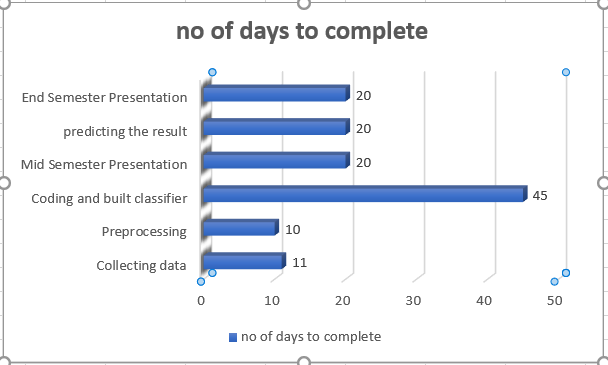 no of days to complete
End Semester Presentation
20
predicting the result
20
Mid Semester Presentation
20
Coding and built classifier
45
Preprocessing
10
Collecting data
11
0 10 20 30 40 50
no of days to complete